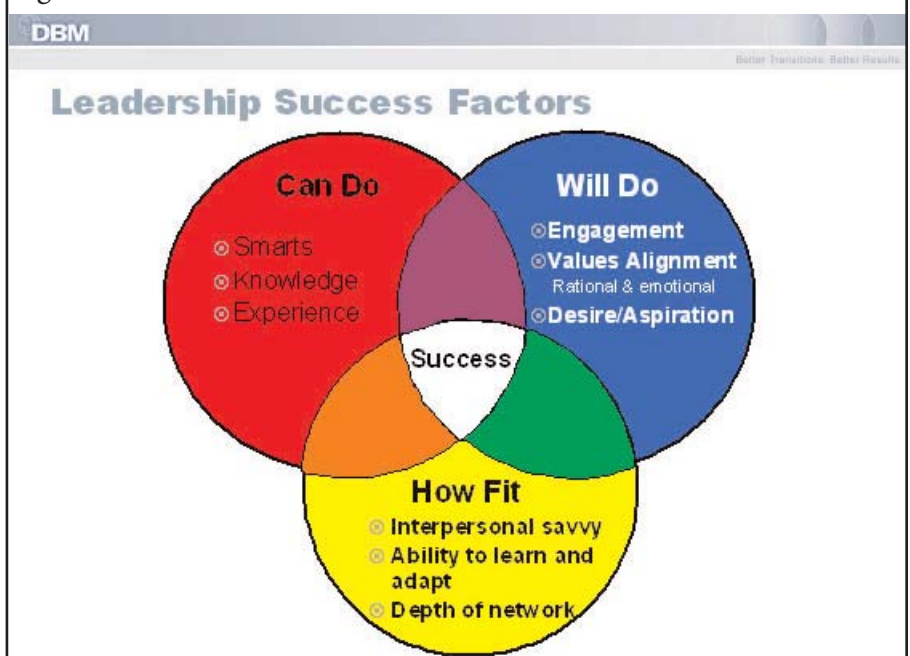 DBM
Better Transitions. Better Results.
Leadership Success Factors
Can Do
Smarts
Knowledge
Experience
Will Do
Engagement
Values Alignment
Rational & emotional
Desire/Aspiration
Success
How Fit
Interpersonal savvy
Ability to learn and
adapt
Depth of network